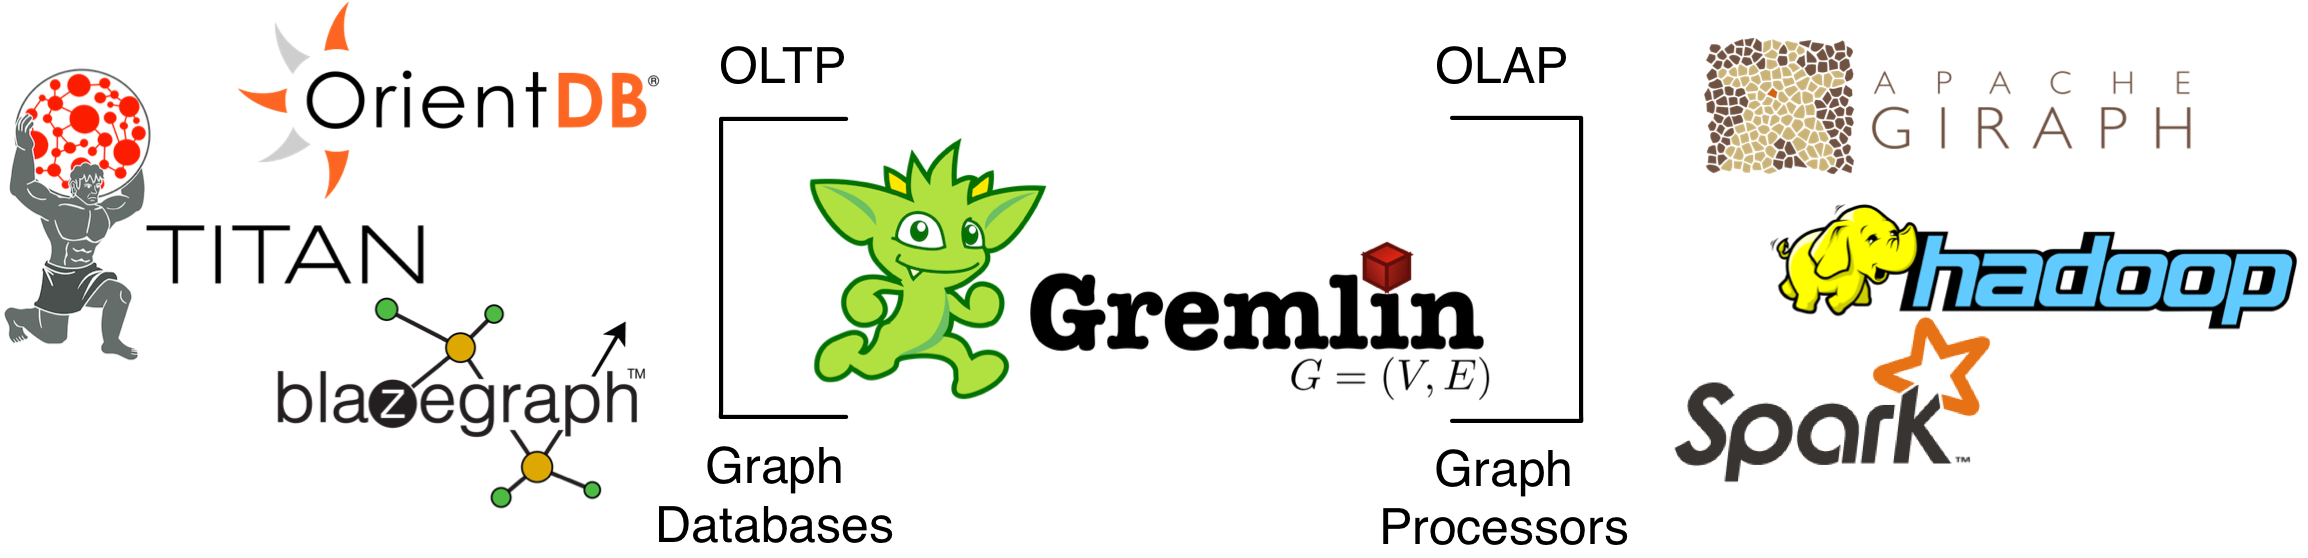 OrientDB®
TITAN
blazegraph™
OLTP
Graph
Databases
Gremlin
G = (V, E)
OLAP
Graph
Processors
APACHE
GIRAPH
hadoop
Spark™